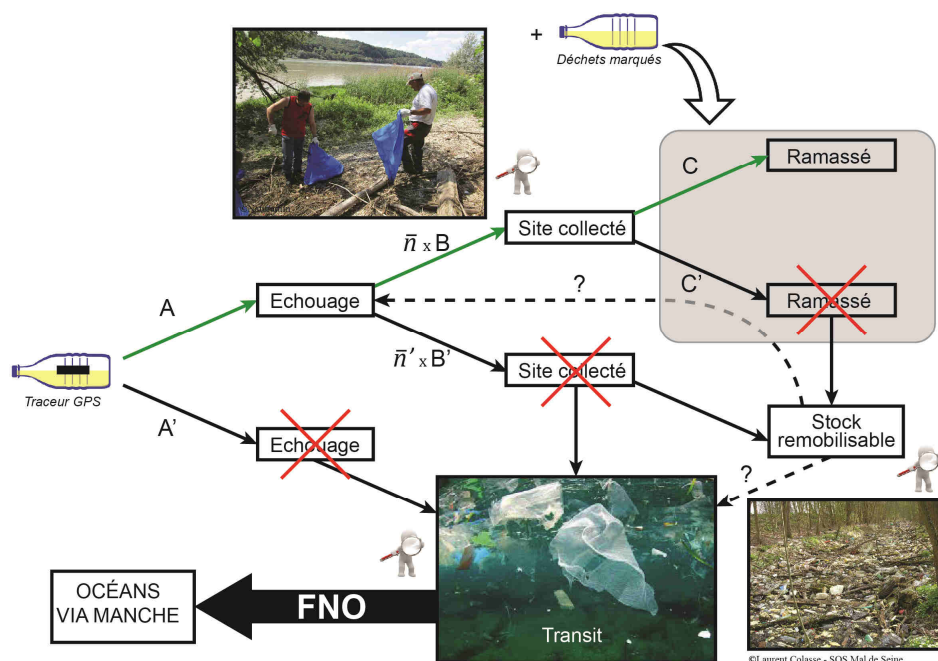 +
Déchets marqués
Ramassé
C
Site collecté
n̄ x B
?
C'
Ramassé
A
Echouage
n̄' x B'
Site collecté
Traceur GPS
A'
Echouage
Stock
remobilisable
?
OCÉANS
VIA MANCHE
FNO
Transit
©Laurent Colasse - SOS Mal de Seine